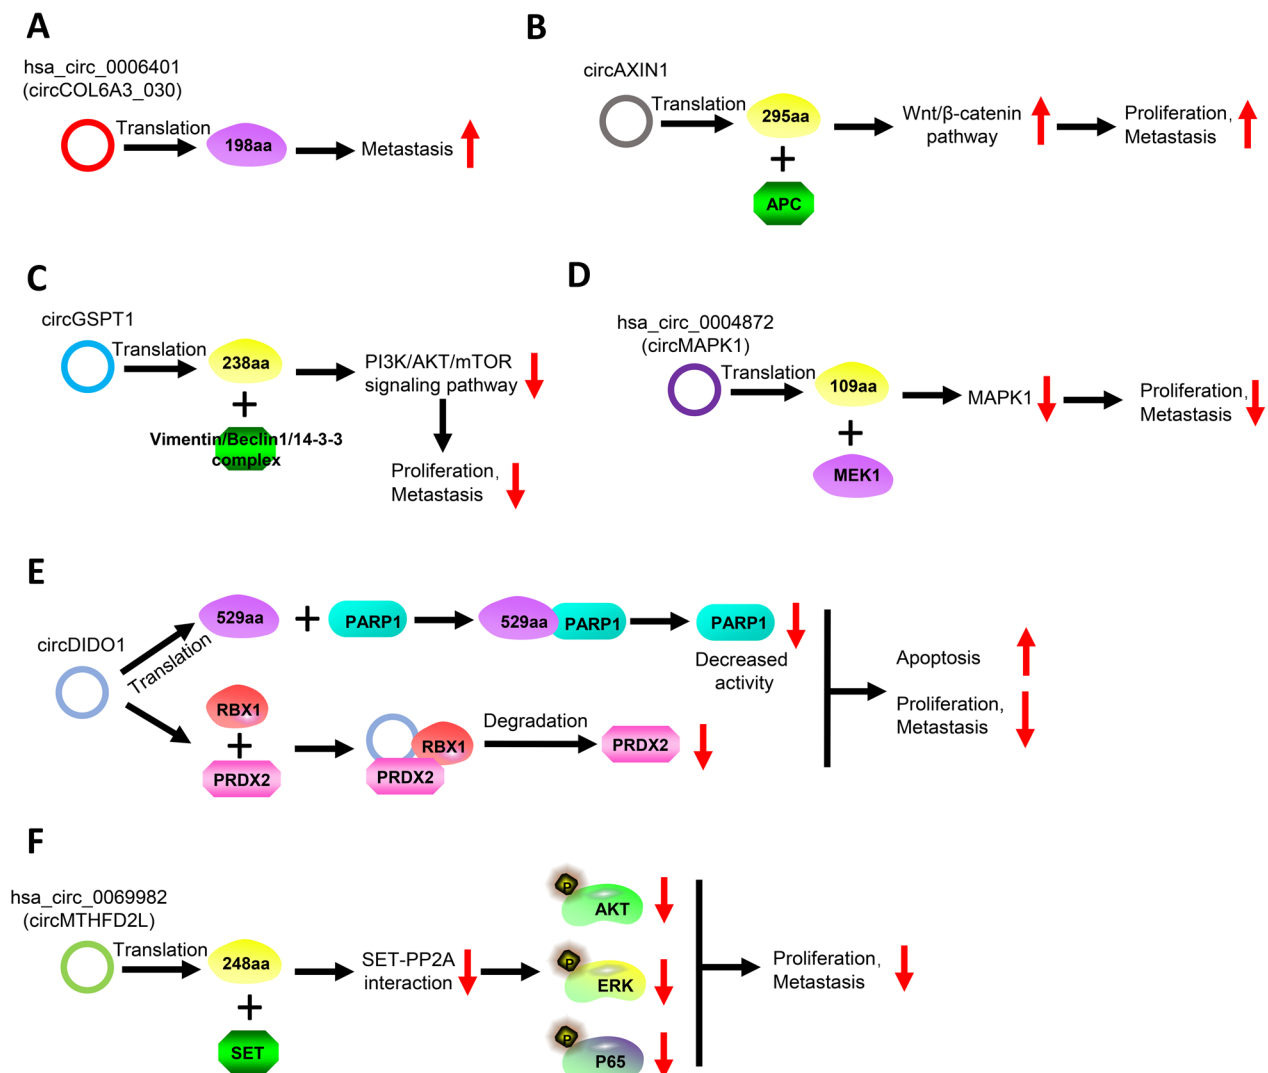 A
hsa_circ_0006401
(circCOL6A3_030)
Translation
198aa
Metastasis
B
circAXIN1
Translation
295aa
+
APC
Wnt/β-catenin
pathway
Proliferation,
Metastasis
C
circGSPT1
Translation
238aa
+
Vimentin/Beclin1/14-3-3
complex
PI3K/AKT/mTOR
signaling pathway
Proliferation,
Metastasis
D
hsa_circ_0004872
(circMAPK1)
Translation
109aa
+
MEK1
MAPK1
Proliferation,
Metastasis
E
circDIDO1
Translation
529aa
+
PARP1
529aa
PARP1
PARP1
Decreased
activity
RBX1
+
PRDX2
RBX1
PRDX2
Degradation
PRDX2
Apoptosis
Proliferation,
Metastasis
F
hsa_circ_0069982
(circMTHFD2L)
Translation
248aa
+
SET
SET-PP2A
interaction
P
AKT
P
ERK
P
P65
Proliferation,
Metastasis